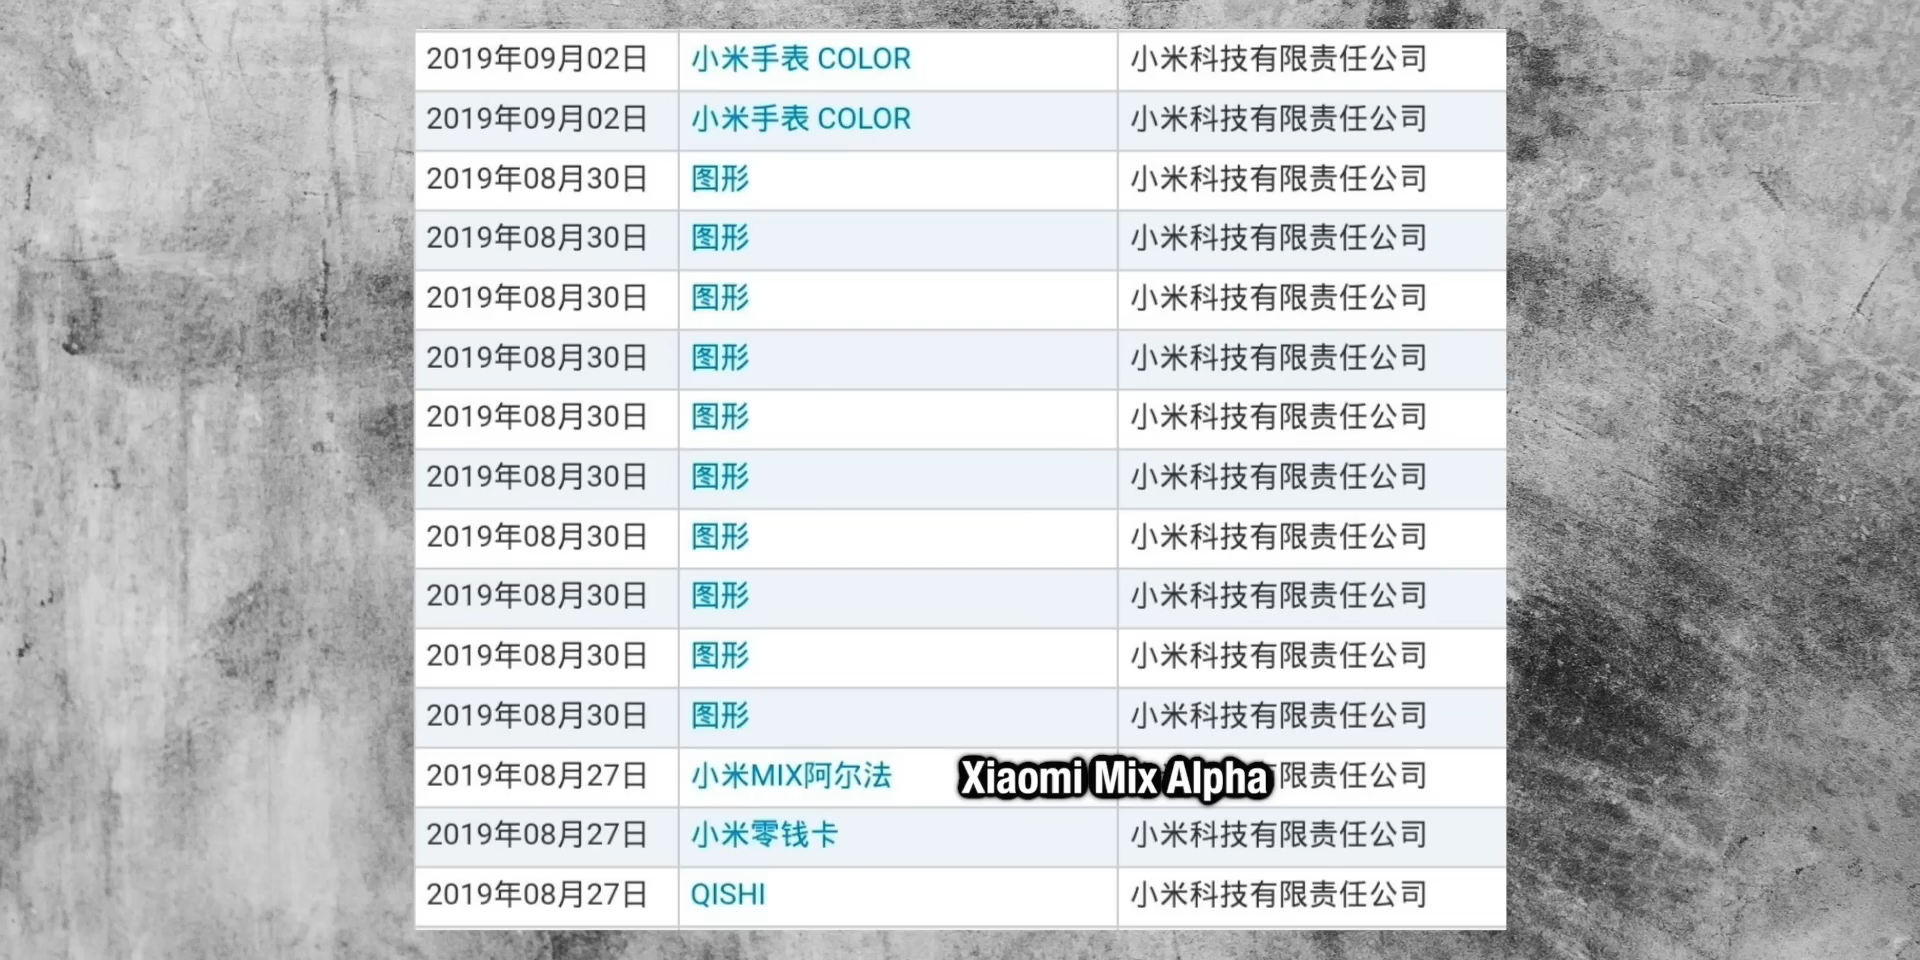 2019年09月02日 小米手表 COLOR 小米科技有限责任公司
2019年09月02日 小米手表 COLOR 小米科技有限责任公司
2019年08月30日 图形 小米科技有限责任公司
2019年08月30日 图形 小米科技有限责任公司
2019年08月30日 图形 小米科技有限责任公司
2019年08月30日 图形 小米科技有限责任公司
2019年08月30日 图形 小米科技有限责任公司
2019年08月30日 图形 小米科技有限责任公司
2019年08月30日 图形 小米科技有限责任公司
2019年08月30日 图形 小米科技有限责任公司
2019年08月30日 图形 小米科技有限责任公司
2019年08月30日 图形 小米科技有限责任公司
2019年08月27日 小米MIX阿尔法 Xiaomi Mix Alpha 限责任公司
2019年08月27日 小米零钱卡 小米科技有限责任公司
2019年08月27日 QISHI 小米科技有限责任公司